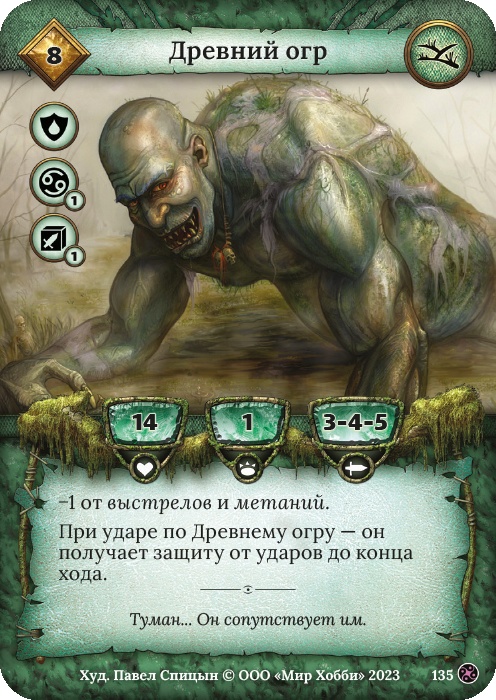 8
Древний огр
1
1
14
1
3-4-5
−1 от выстрелов и метаний.
При ударе по Древнему огру — он
получает защиту от ударов до конца
хода.
Туман... Он сопутствует им.
Худ. Павел Спицын © ООО «Мир Хобби» 2023
135